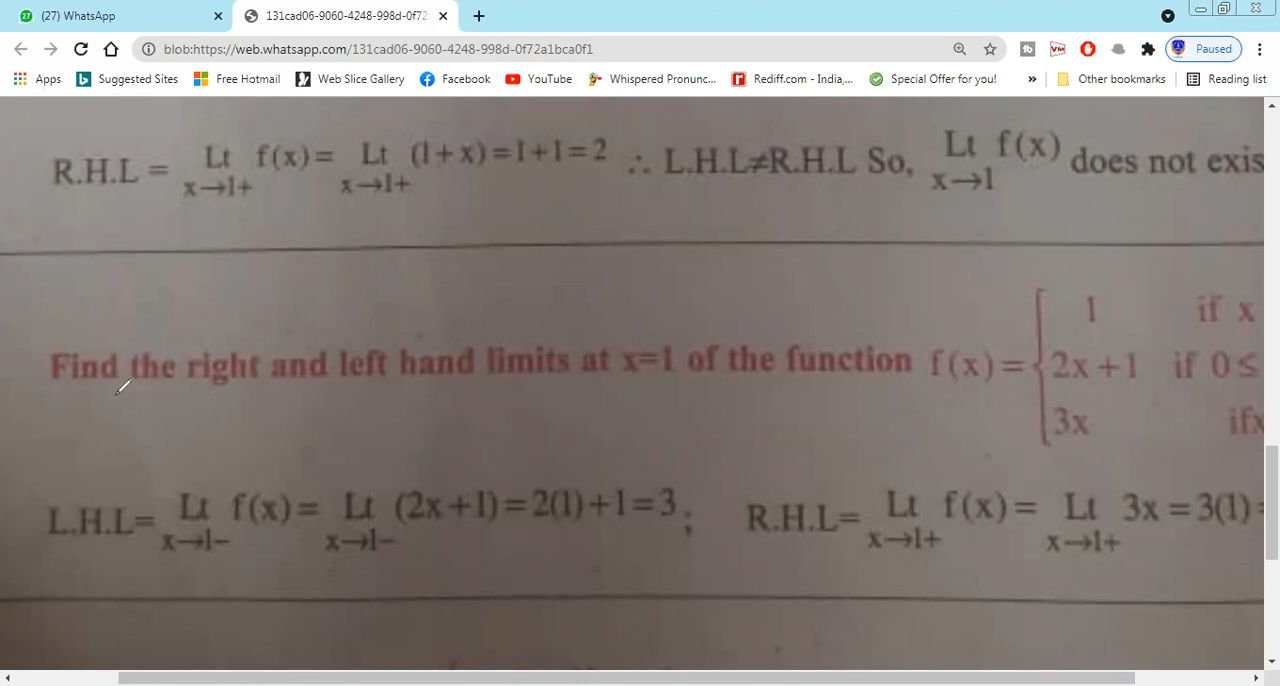 (27) WhatsApp
131cad06-9060-4248-998d-0f72
blob:https://web.whatsapp.com/131cad06-9060-4248-998d-0f72a1bca0f1
Paused
Apps Suggested Sites Free Hotmail Web Slice Gallery Facebook YouTube Whispered Pronunc... Rediff.com - India,... Special Offer for you! » Other bookmarks Reading list
R.H.L = Lt x→1+ f(x) = Lt x→1+ (1+x)=1+1=2 ∴ L.H.L≠R.H.L So, Lt x→1 f(x) does not exis
Find the right and left hand limits at x=1 of the function f(x) = { 1 if x
2x+1 if 0≤
3x ifx
L.H.L= Lt x→1− f(x) = Lt x→1− (2x+1)=2(1)+1=3; R.H.L= Lt x→1+ f(x) = Lt x→1+ 3x=3(1)=